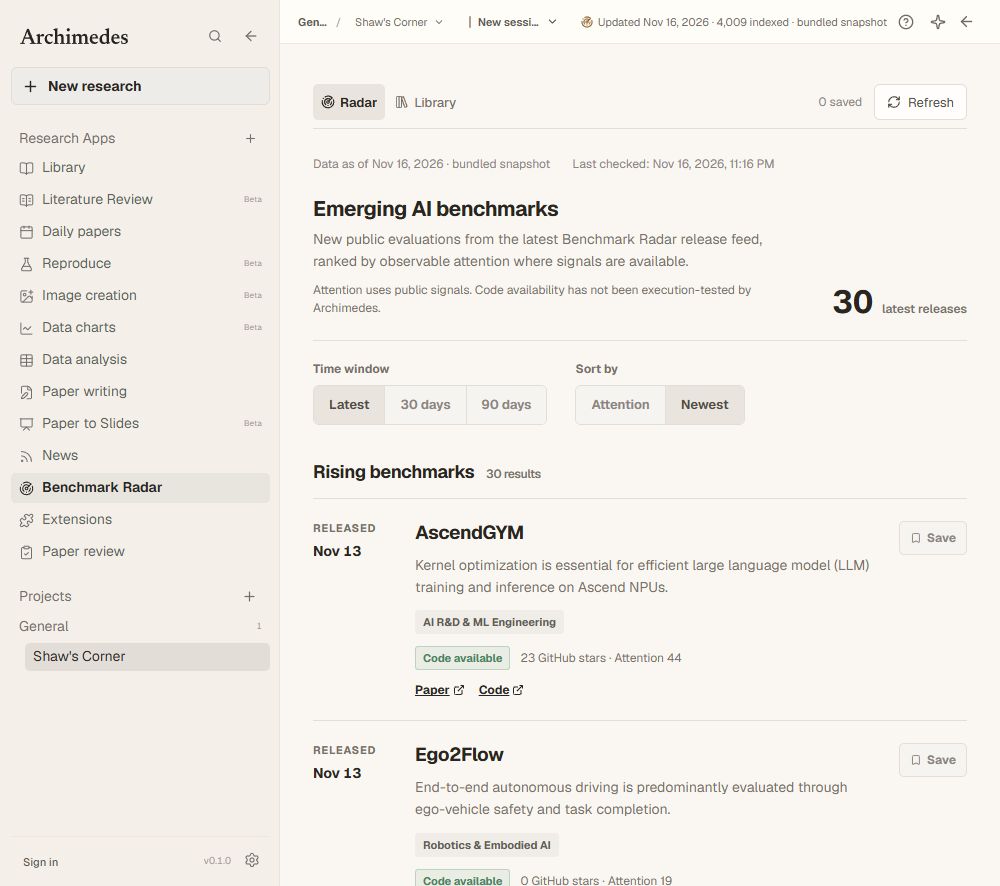 Archimedes
New research
Research Apps
Library
Literature Review Beta
Daily papers
Reproduce Beta
Image creation Beta
Data charts Beta
Data analysis
Paper writing
Paper to Slides Beta
News
Benchmark Radar
Extensions
Paper review
Projects
General 1
Shaw's Corner
Sign in v0.1.0
Gen... / Shaw's Corner | New sessi... Updated Nov 16, 2026 · 4,009 indexed · bundled snapshot
Radar Library 0 saved Refresh
Data as of Nov 16, 2026 · bundled snapshot Last checked: Nov 16, 2026, 11:16 PM
Emerging AI benchmarks
New public evaluations from the latest Benchmark Radar release feed,
ranked by observable attention where signals are available.
Attention uses public signals. Code availability has not been execution-tested by
Archimedes.
30 latest releases
Time window Sort by
Latest 30 days 90 days Attention Newest
Rising benchmarks 30 results
RELEASED
Nov 13
AscendGYM
Save
Kernel optimization is essential for efficient large language model (LLM)
training and inference on Ascend NPUs.
AI R&D & ML Engineering
Code available 23 GitHub stars · Attention 44
Paper Code
RELEASED
Nov 13
Ego2Flow
Save
End-to-end autonomous driving is predominantly evaluated through
ego-vehicle safety and task completion.
Robotics & Embodied AI
Code available 0 GitHub stars · Attention 19